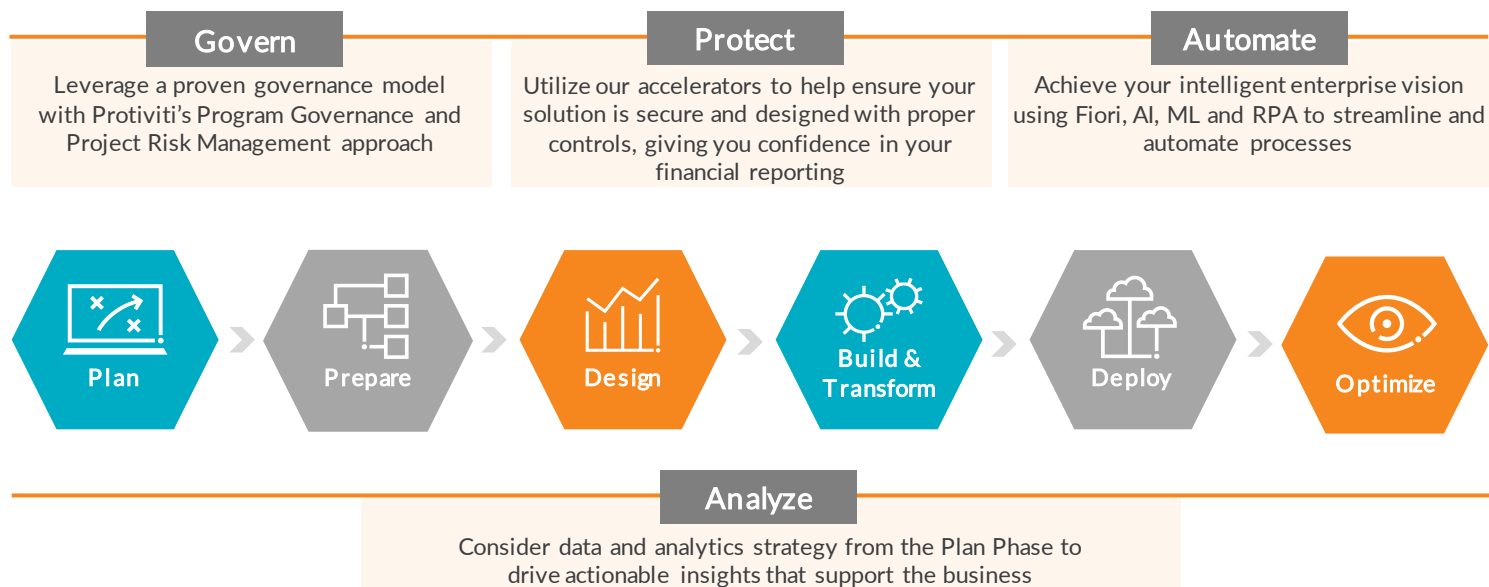 Govern
Leverage a proven governance model
with Protiviti's Program Governance and
Project Risk Management approach
Protect
Utilize our accelerators to help ensure your
solution is secure and designed with proper
controls, giving you confidence in your
financial reporting
Automate
Achieve your intelligent enterprise vision
using Fiori, AI, ML and RPA to streamline and
automate processes
Plan
Prepare
Design
Build &
Transform
Deploy
Optimize
Analyze
Consider data and analytics strategy from the Plan Phase to
drive actionable insights that support the business